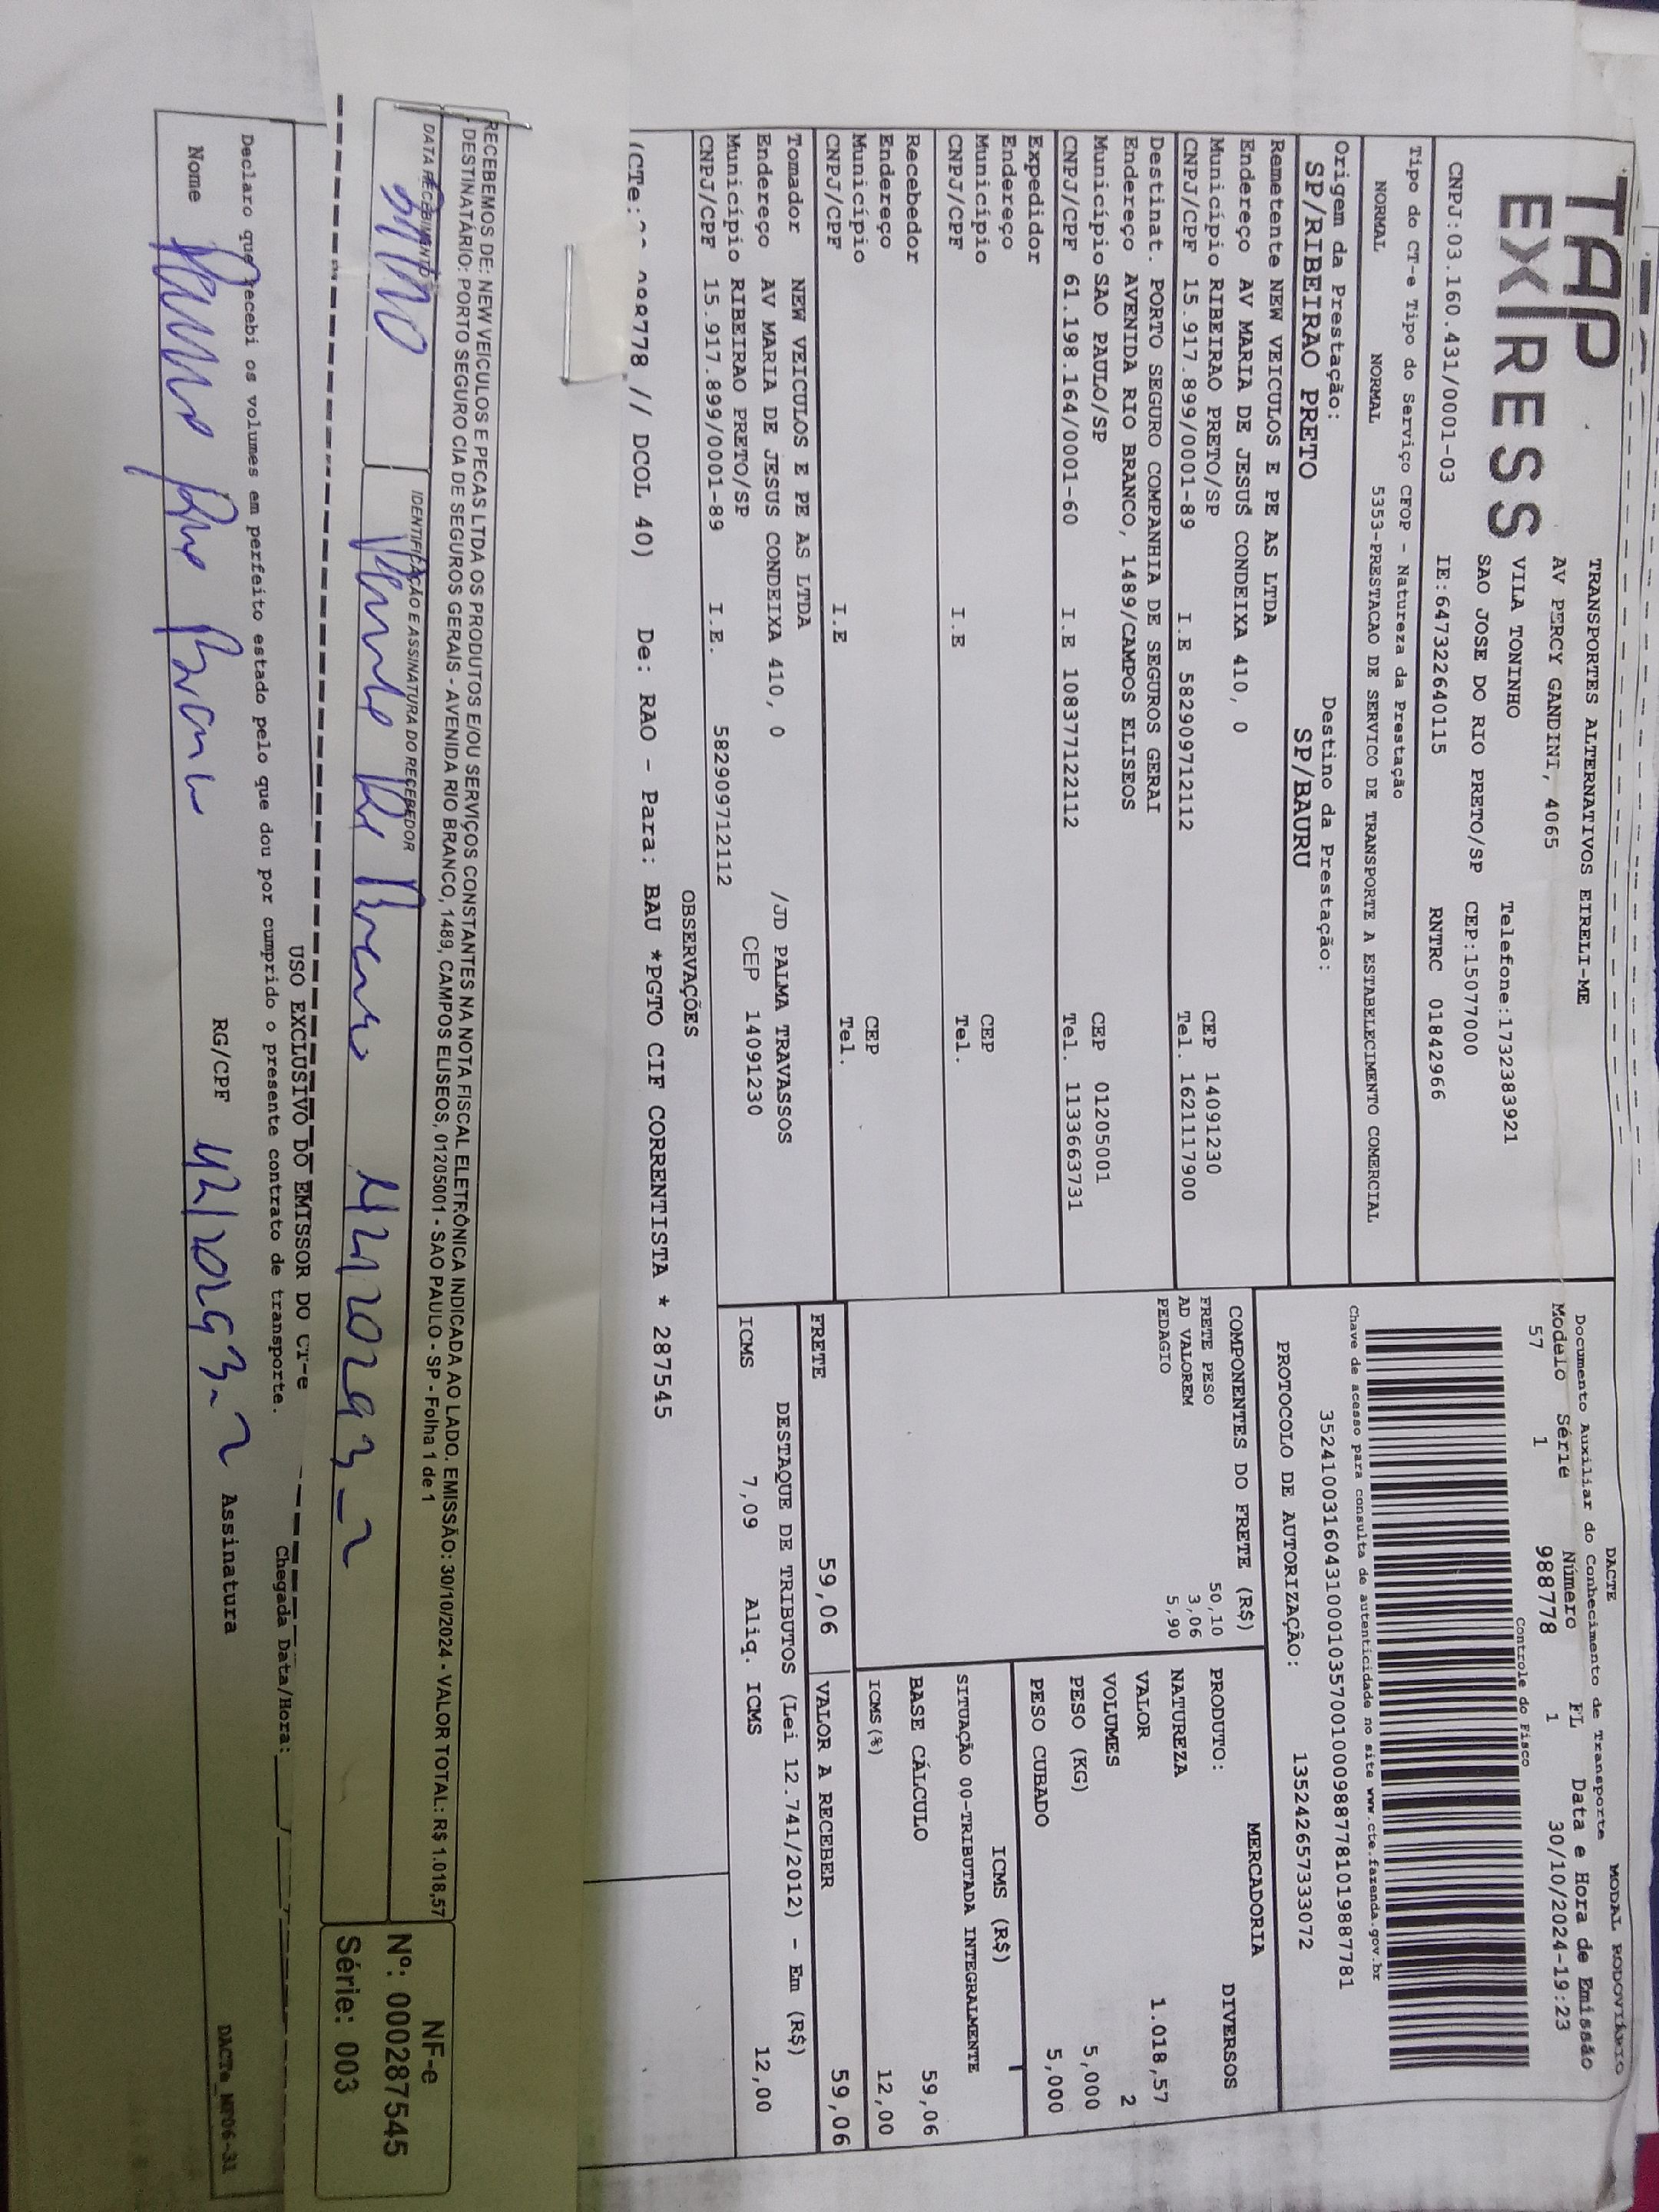 TAP
EXPRESS
TRANSPORTES ALTERNATIVOS EIRELI-ME
AV PERCY GANDINI, 4065
VILA TONINHO Telefone:1732383921
SAO JOSE DO RIO PRETO/SP CEP:15077000
CNPJ:03.160.431/0001-03 IE:647322640115 RNTRC 01842966
DACTE MODAL RODOVIÁRIO
Documento Auxiliar do Conhecimento de Transporte
Modelo Série Número FL Data e Hora de Emissão
57 1 988778 1 30/10/2024-19:23
Controle do Fisco
Chave de acesso para consulta de autenticidade no site www.cte.fazenda.gov.br
35241003160431000103570010009887781019887781
PROTOCOLO DE AUTORIZAÇÃO: 135242657333072
Tipo do CT-e Tipo do Serviço CFOP - Natureza da Prestação
NORMAL NORMAL 5353-PRESTACAO DE SERVICO DE TRANSPORTE A ESTABELECIMENTO COMERCIAL
Origem da Prestação: Destino da Prestação:
SP/RIBEIRAO PRETO SP/BAURU
Remetente NEW VEICULOS E PE AS LTDA
Endereço AV MARIA DE JESUS CONDEIXA 410, 0
Município RIBEIRAO PRETO/SP CEP 14091230
CNPJ/CPF 15.917.899/0001-89 I.E 582909712112 Tel. 1621117900
Destinat. PORTO SEGURO COMPANHIA DE SEGUROS GERAI
Endereço AVENIDA RIO BRANCO, 1489/CAMPOS ELISEOS
Município SAO PAULO/SP CEP 01205001
CNPJ/CPF 61.198.164/0001-60 I.E 108377122112 Tel. 1133663731
Expedidor
Endereço
Município CEP
CNPJ/CPF I.E Tel.
Recebedor
Endereço
Município CEP
CNPJ/CPF I.E Tel.
Tomador NEW VEICULOS E PE AS LTDA
Endereço AV MARIA DE JESUS CONDEIXA 410, 0 /JD PALMA TRAVASSOS
Município RIBEIRAO PRETO/SP CEP 14091230
CNPJ/CPF 15.917.899/0001-89 I.E. 582909712112
COMPONENTES DO FRETE (R$)
FRETE PESO 50,10
AD VALOREM 3,06
PEDAGIO 5,90
MERCADORIA
PRODUTO: DIVERSOS
NATUREZA
VALOR 1.018,57
VOLUMES 2
PESO (KG) 5,000
PESO CUBADO 5,000
ICMS (R$)
SITUAÇÃO 00-TRIBUTADA INTEGRALMENTE
BASE CÁLCULO 59,06
ICMS(%) 12,00
FRETE 59,06 VALOR A RECEBER 59,06
DESTAQUE DE TRIBUTOS (Lei 12.741/2012) - Em (R$)
ICMS 7,09 Aliq. ICMS 12,00
OBSERVAÇÕES
(CTe: 988778 // DCOL 40) De: RAO - Para: BAU *PGTO CIF CORRENTISTA * 287545
RECEBEMOS DE: NEW VEICULOS E PECAS LTDA OS PRODUTOS E/OU SERVIÇOS CONSTANTES NA NOTA FISCAL ELETRÔNICA INDICADA AO LADO. EMISSÃO: 30/10/2024 - VALOR TOTAL: R$ 1.018,57
DESTINATÁRIO: PORTO SEGURO CIA DE SEGUROS GERAIS - AVENIDA RIO BRANCO, 1489, CAMPOS ELISEOS, 01205001 - SAO PAULO - SP - Folha 1 de 1
DATA RECEBIMENTO IDENTIFICAÇÃO E ASSINATURA DO RECEBEDOR
NF-e
Nº: 000287545
Série: 003
USO EXCLUSIVO DO EMISSOR DO CT-e
Chegada Data/Hora:
Declaro que recebi os volumes em perfeito estado pelo que dou por cumprido o presente contrato de transporte.
Nome RG/CPF Assinatura
DACTe_MF06-31